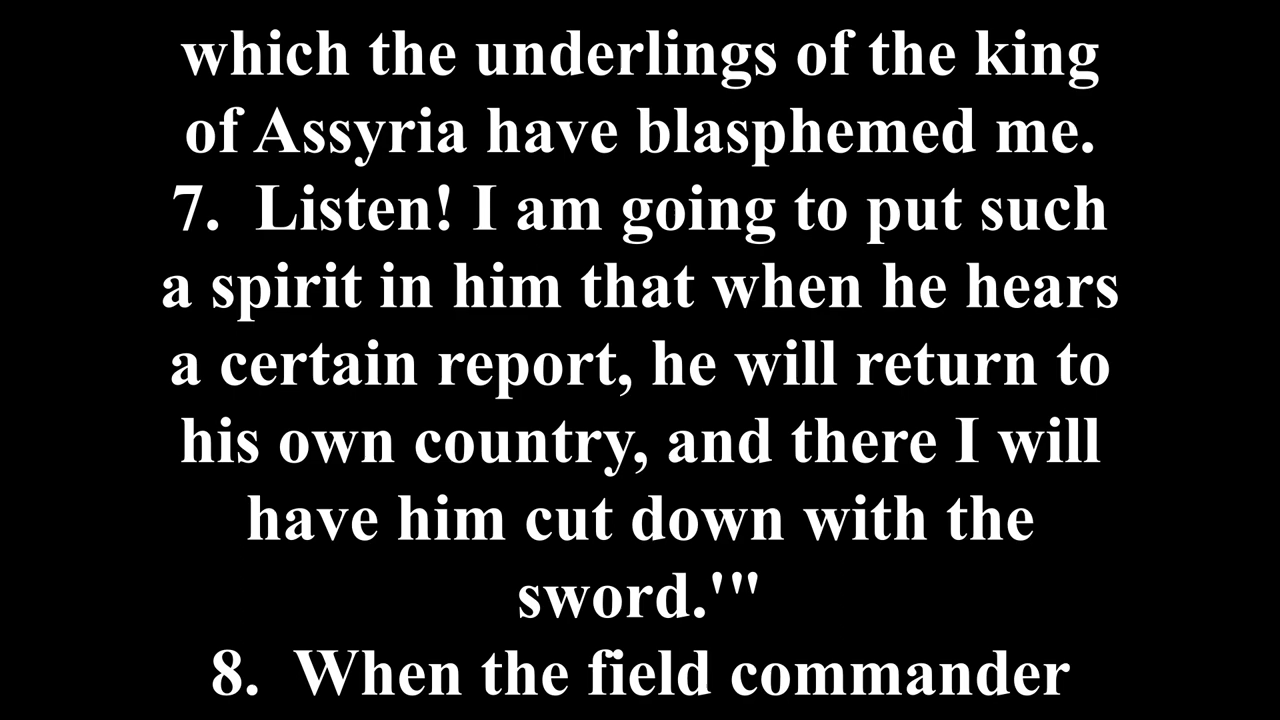 which the underlings of the king
of Assyria have blasphemed me.
7.  Listen! I am going to put such
a spirit in him that when he hears
a certain report, he will return to
his own country, and there I will
have him cut down with the
sword.'"
8.  When the field commander